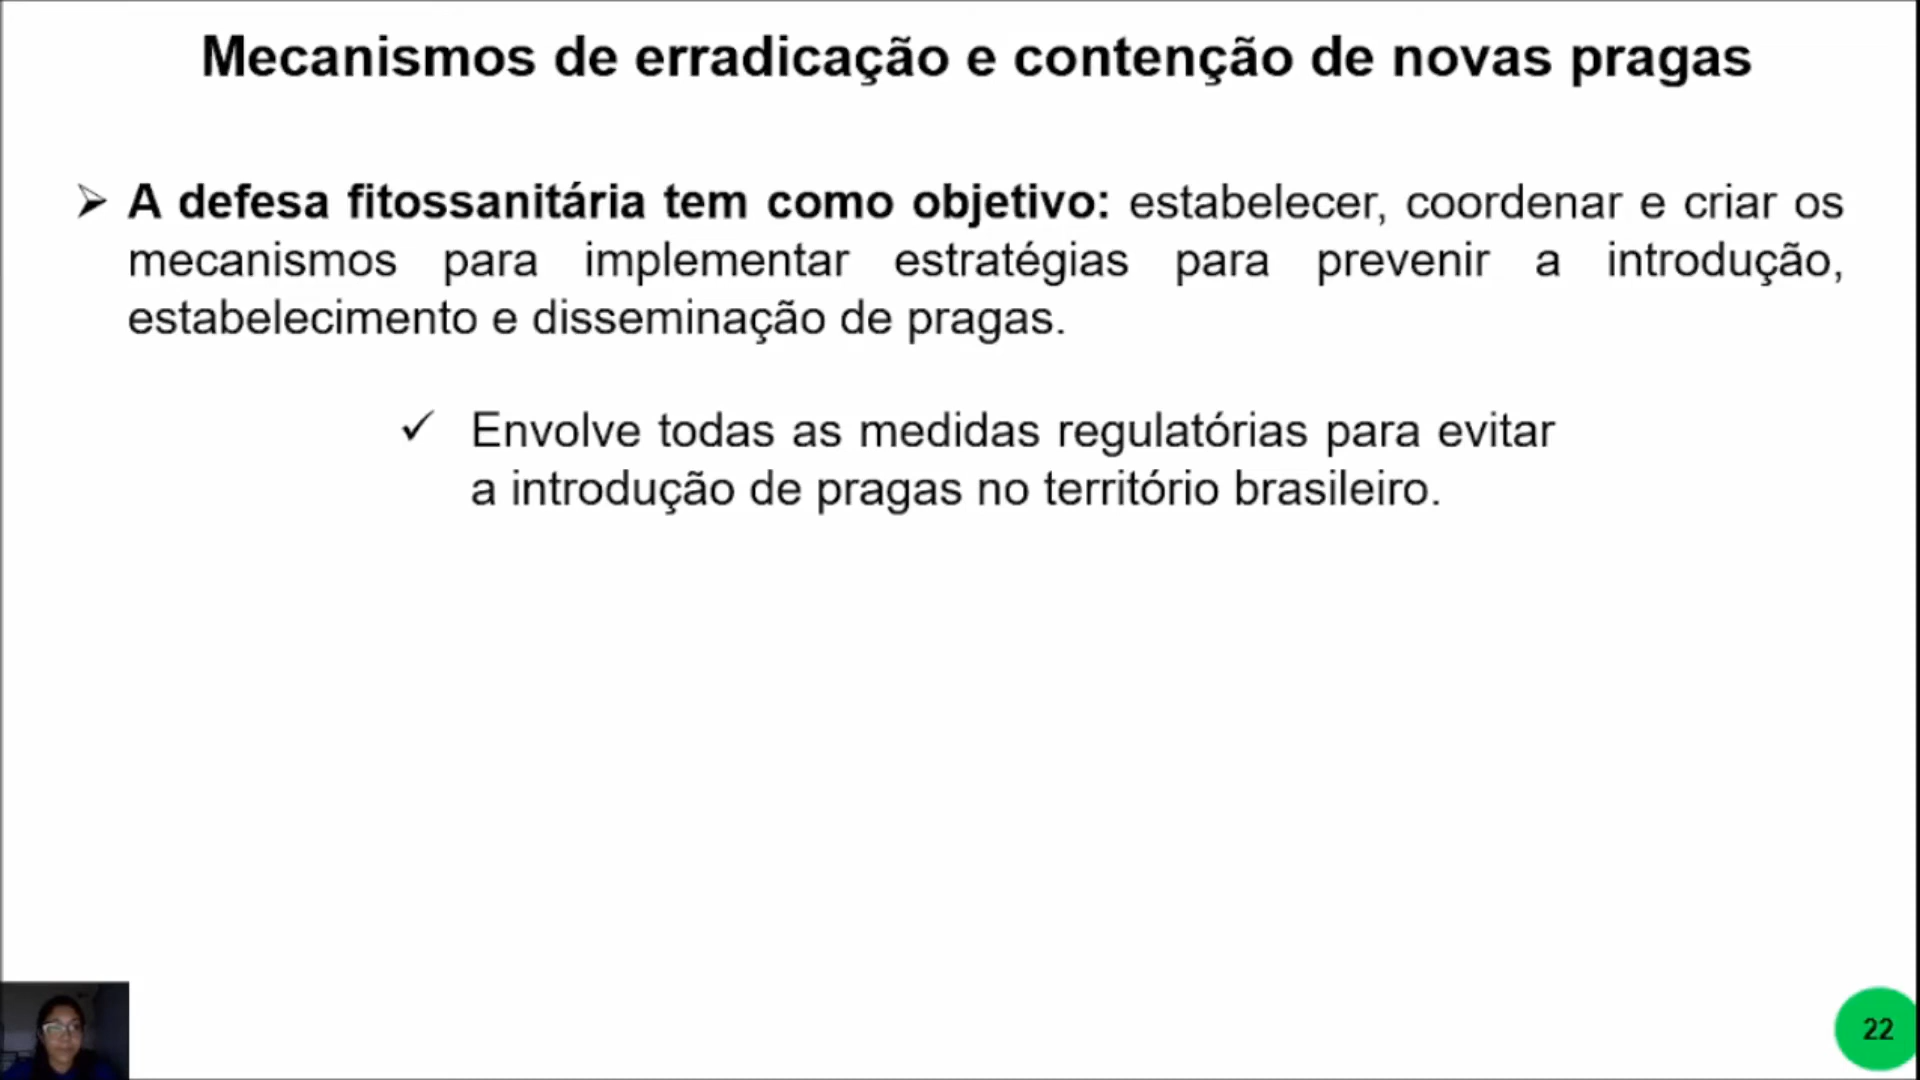 Mecanismos de erradicação e contenção de novas pragas
➢ A defesa fitossanitária tem como objetivo: estabelecer, coordenar e criar os
mecanismos para implementar estratégias para prevenir a introdução,
estabelecimento e disseminação de pragas.
✓ Envolve todas as medidas regulatórias para evitar
a introdução de pragas no território brasileiro.
22